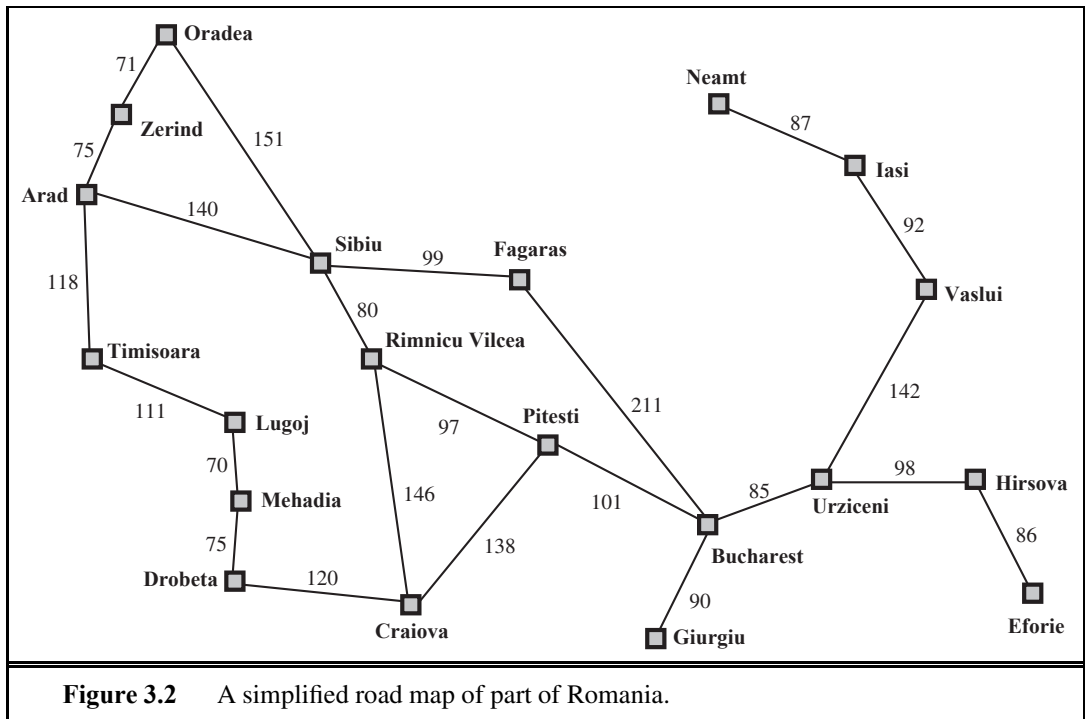 Oradea
71
Neamt
Zerind
87
151
75
Iasi
Arad
140
92
Sibiu
Fagaras
99
118
Vaslui
80
Timisoara
Rimnicu Vilcea
142
111
211
Lugoj
97
Pitesti
70
98
146
85
Hirsova
Mehadia
101
Urziceni
75
138
86
Bucharest
Drobeta
120
90
Craiova
Giurgiu
Eforie
Figure 3.2 A simplified road map of part of Romania.